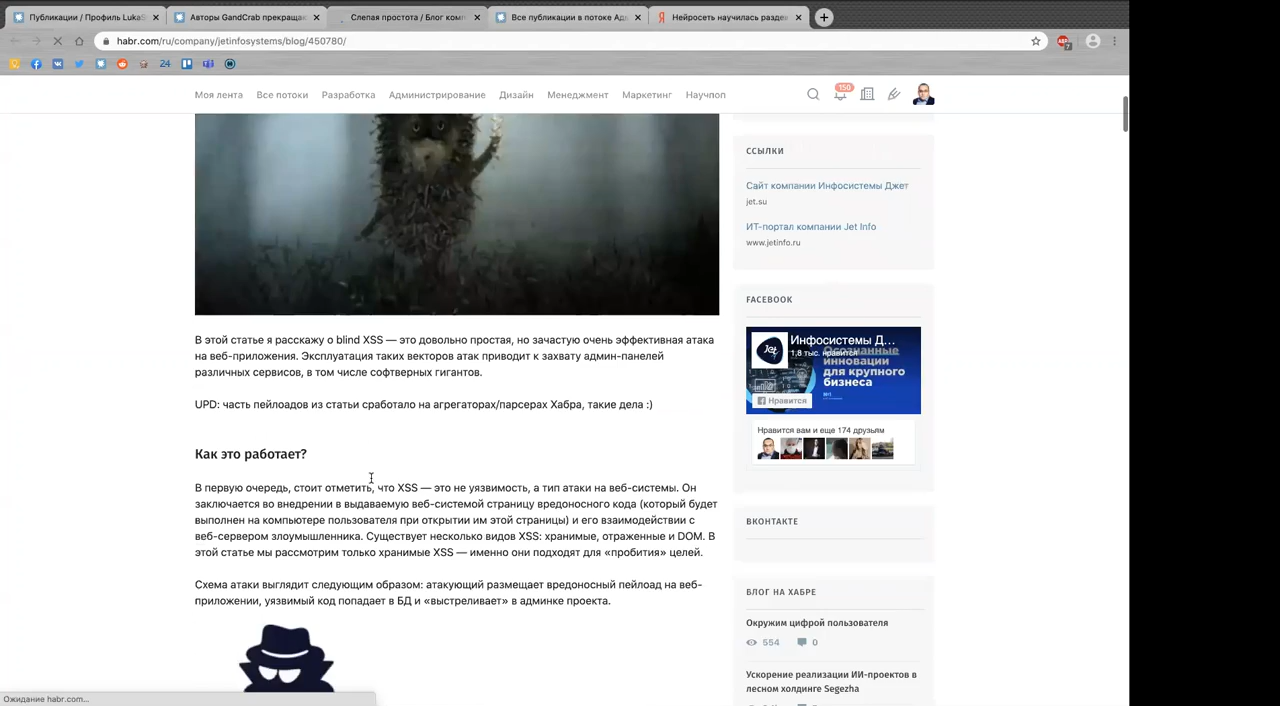 Публикации / Профиль LukaS
Авторы GandCrab прекращак
Слепая простота / Блог комп
Все публикации в потоке Ад
Нейросеть научилась раздев
habr.com/ru/company/jetinfosystems/blog/450780/
7
24
Моя лента
Все потоки
Разработка
Администрирование
Дизайн
Менеджмент
Маркетинг
Научпоп
150
В этой статье я расскажу о blind XSS — это довольно простая, но зачастую очень эффективная атака
на веб-приложения. Эксплуатация таких векторов атак приводит к захвату админ-панелей
различных сервисов, в том числе софтверных гигантов.
UPD: часть пейлоадов из статьи сработало на агрегаторах/парсерах Хабра, такие дела :)
Как это работает?
В первую очередь, стоит отметить, что XSS — это не уязвимость, а тип атаки на веб-системы. Он
заключается во внедрении в выдаваемую веб-системой страницу вредоносного кода (который будет
выполнен на компьютере пользователя при открытии им этой страницы) и его взаимодействии с
веб-сервером злоумышленника. Существует несколько видов XSS: хранимые, отраженные и DOM. В
этой статье мы рассмотрим только хранимые XSS — именно они подходят для «пробития» целей.
Схема атаки выглядит следующим образом: атакующий размещает вредоносный пейлоад на веб-
приложении, уязвимый код попадает в БД и «выстреливает» в админке проекта.
ССЫЛКИ
Сайт компании Инфосистемы Джет
jet.su
ИТ-портал компании Jet Info
www.jetinfo.ru
FACEBOOK
Jet
Инфосистемы Д...
1,8 тыс. нравится
Осознанные
инновации
для крупного
бизнеса
Нравится
Нравится вам и еще 174 друзьям
ВКОНТАКТЕ
БЛОГ НА ХАБРЕ
Окружим цифрой пользователя
554
0
Ускорение реализации ИИ-проектов в
лесном холдинге Segezha
Ожидание habr.com...